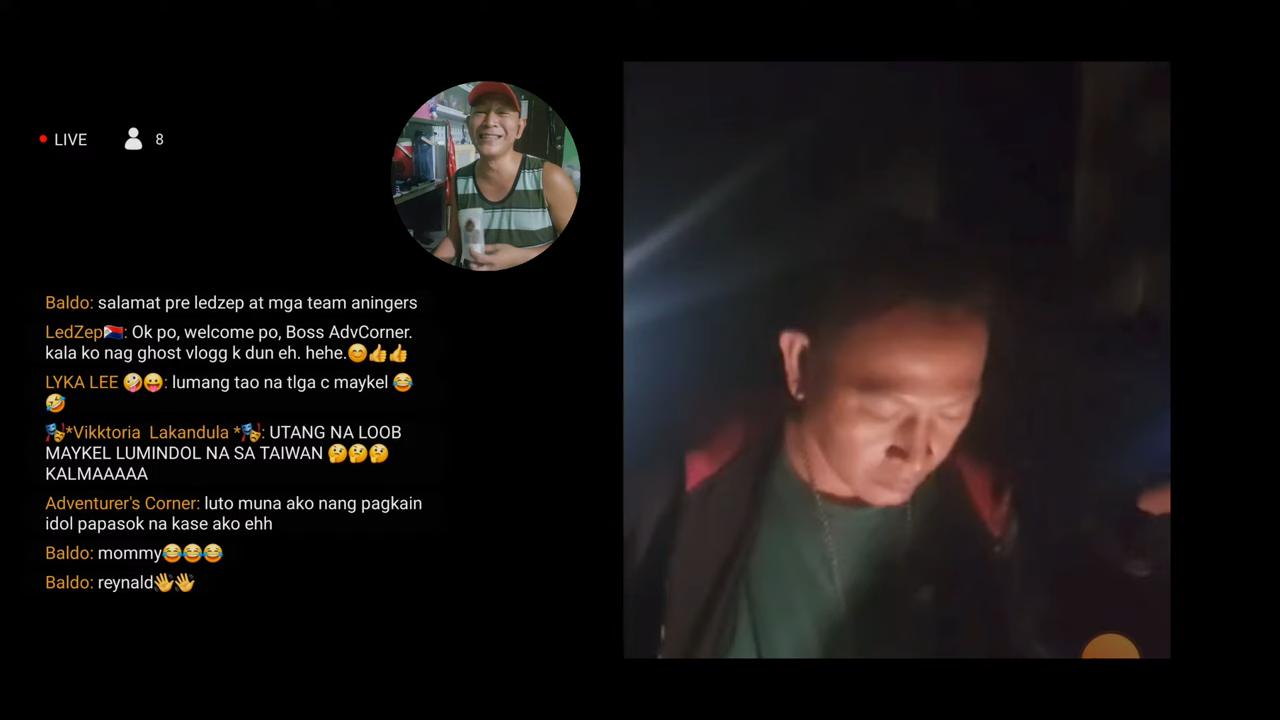 LIVE 8
Baldo: salamat pre ledzep at mga team aningers
LedZep🇵🇭: Ok po, welcome po, Boss AdvCorner.
kala ko nag ghost vlogg k dun eh. hehe.😊👍👍
LYKA LEE 🤪😛: lumang tao na tlga c maykel 😂
🤣
🎭*Vikktoria Lakandula *🎭: UTANG NA LOOB
MAYKEL LUMINDOL NA SA TAIWAN 🤔🤔🤔
KALMAAAAA
Adventurer's Corner: luto muna ako nang pagkain
idol papasok na kase ako ehh
Baldo: mommy😂😂😂
Baldo: reynald👋👋